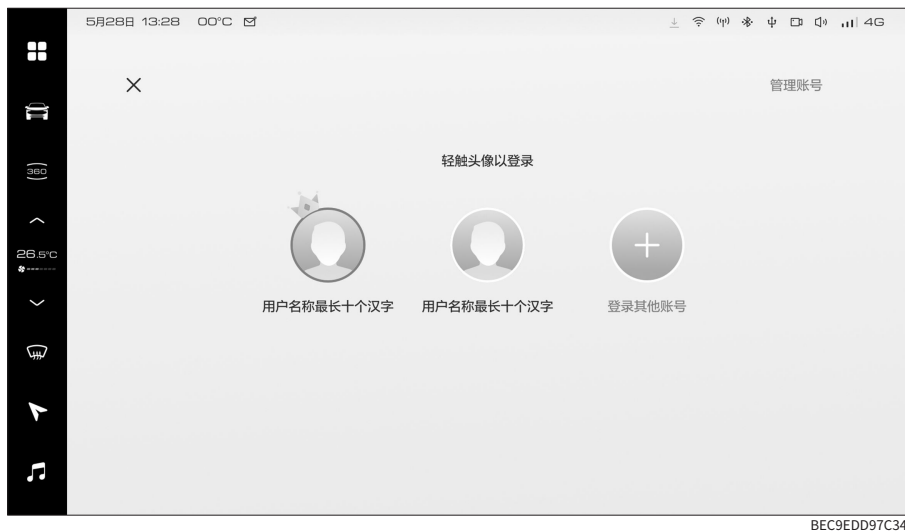 5月28日 13:28 00°C 4G
管理账号
轻触头像以登录
360
26.5°C
用户名称最长十个汉字 用户名称最长十个汉字 登录其他账号
BEC9EDD97C34